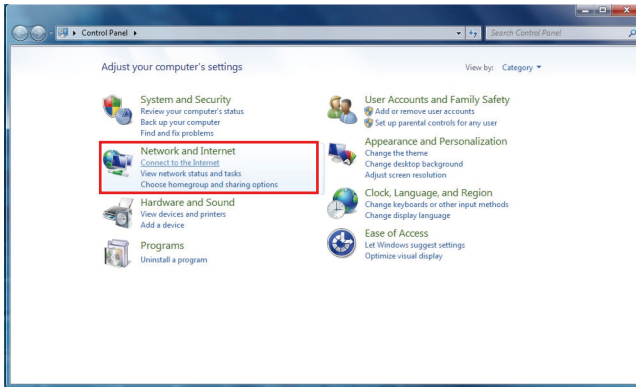 Control Panel
Search Control Panel
Adjust your computer's settings
View by: Category
System and Security
Review your computer's status
Back up your computer
Find and fix problems
Network and Internet
Connect to the Internet
View network status and tasks
Choose homegroup and sharing options
Hardware and Sound
View devices and printers
Add a device
Programs
Uninstall a program
User Accounts and Family Safety
Add or remove user accounts
Set up parental controls for any user
Appearance and Personalization
Change the theme
Change desktop background
Adjust screen resolution
Clock, Language, and Region
Change keyboards or other input methods
Change display language
Ease of Access
Let Windows suggest settings
Optimize visual display